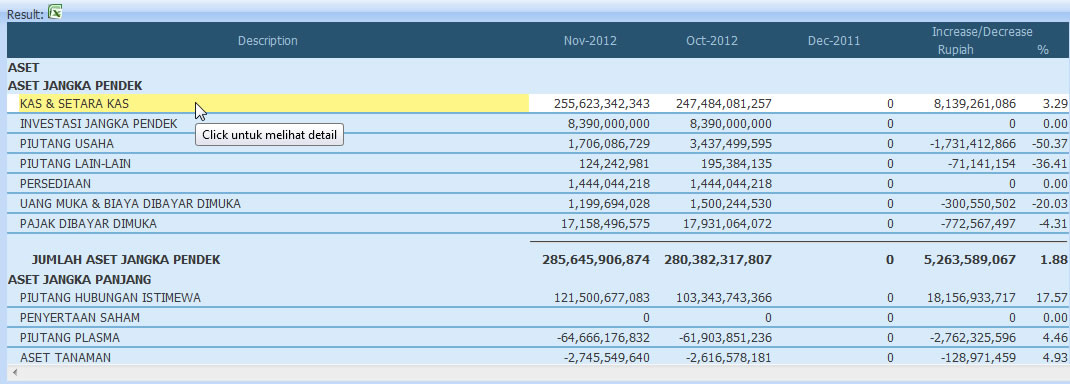 Result:
Description Nov-2012 Oct-2012 Dec-2011 Increase/Decrease
Rupiah %
ASET
ASET JANGKA PENDEK
KAS & SETARA KAS 255,623,342,343 247,484,081,257 0 8,139,261,086 3.29
INVESTASI JANGKA PENDEK 8,390,000,000 8,390,000,000 0 0 0.00
Click untuk melihat detail
PIUTANG USAHA 1,706,086,729 3,437,499,595 0 -1,731,412,866 -50.37
PIUTANG LAIN-LAIN 124,242,981 195,384,135 0 -71,141,154 -36.41
PERSEDIAAN 1,444,044,218 1,444,044,218 0 0 0.00
UANG MUKA & BIAYA DIBAYAR DIMUKA 1,199,694,028 1,500,244,530 0 -300,550,502 -20.03
PAJAK DIBAYAR DIMUKA 17,158,496,575 17,931,064,072 0 -772,567,497 -4.31
JUMLAH ASET JANGKA PENDEK 285,645,906,874 280,382,317,807 0 5,263,589,067 1.88
ASET JANGKA PANJANG
PIUTANG HUBUNGAN ISTIMEWA 121,500,677,083 103,343,743,366 0 18,156,933,717 17.57
PENYERTAAN SAHAM 0 0 0 0 0.00
PIUTANG PLASMA -64,666,176,832 -61,903,851,236 0 -2,762,325,596 4.46
ASET TANAMAN -2,745,549,640 -2,616,578,181 0 -128,971,459 4.93